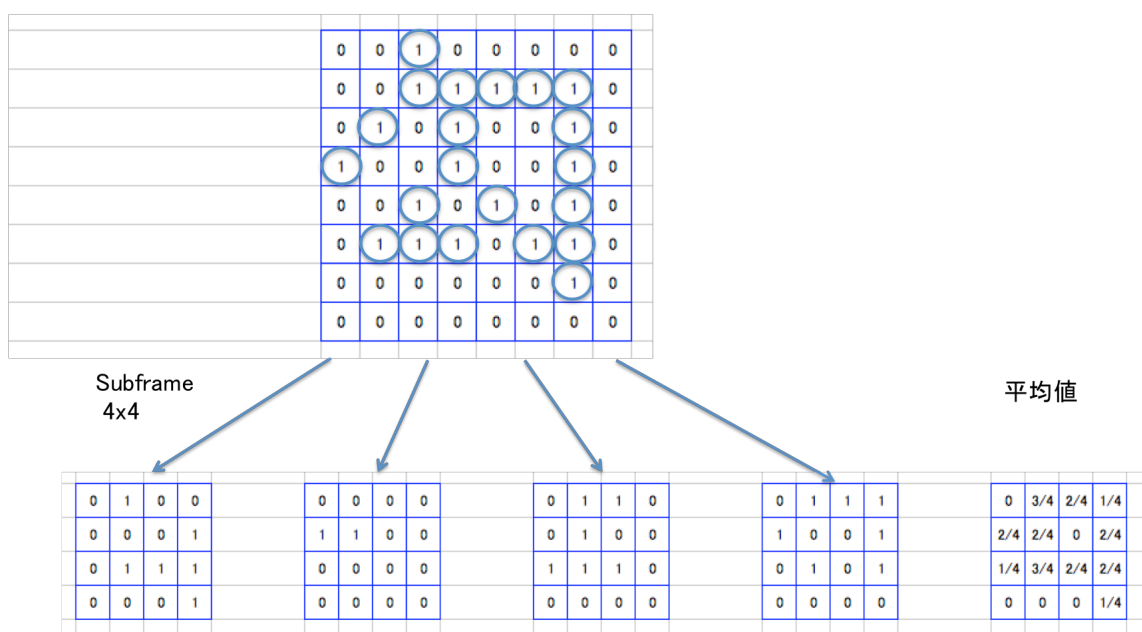 0 0 1 0 0 0 0 0
0 0 1 1 1 1 1 0
0 1 0 1 0 0 1 0
1 0 0 1 0 0 1 0
0 0 1 0 1 0 1 0
0 1 1 1 0 1 1 0
0 0 0 0 0 0 1 0
0 0 0 0 0 0 0 0
Subframe
4x4
平均値
0 1 0 0
0 0 0 1
0 1 1 1
0 0 0 1
0 0 0 0
1 1 0 0
0 0 0 0
0 0 0 0
0 1 1 0
0 1 0 0
1 1 1 0
0 0 0 0
0 1 1 1
1 0 0 1
0 1 0 1
0 0 0 0
0 3/4 2/4 1/4
2/4 2/4 0 2/4
1/4 3/4 2/4 2/4
0 0 0 1/4